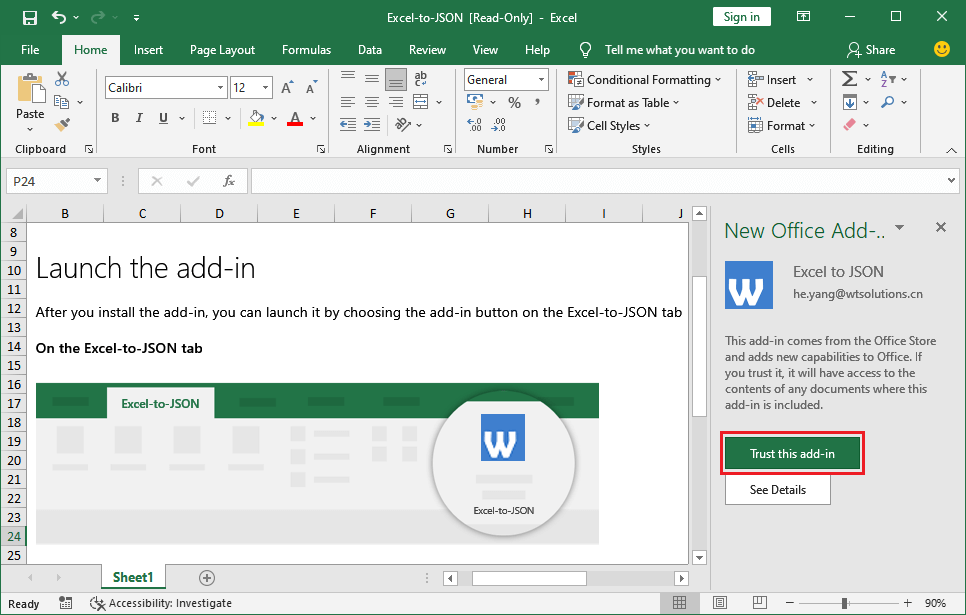 Excel-to-JSON [Read-Only] - Excel
Sign in
File Home Insert Page Layout Formulas Data Review View Help Tell me what you want to do Share
Paste
Calibri 12
B I U A
ab
General
% ,
Conditional Formatting
Format as Table
Cell Styles
Insert
Delete
Format
Clipboard Font Alignment Number Styles Cells Editing
P24 fx
B C D E F G H I J
8
9
10
11
12
13
14
15
16
17
18
19
20
21
22
23
24
25
Launch the add-in
After you install the add-in, you can launch it by choosing the add-in button on the Excel-to-JSON tab
On the Excel-to-JSON tab
Excel-to-JSON
W
Excel-to-JSON
New Office Add-..
W
Excel to JSON
he.yang@wtsolutions.cn
This add-in comes from the Office Store
and adds new capabilities to Office. If
you trust it, it will have access to the
contents of any documents where this
add-in is included.
Trust this add-in
See Details
Sheet1
Ready Accessibility: Investigate 90%